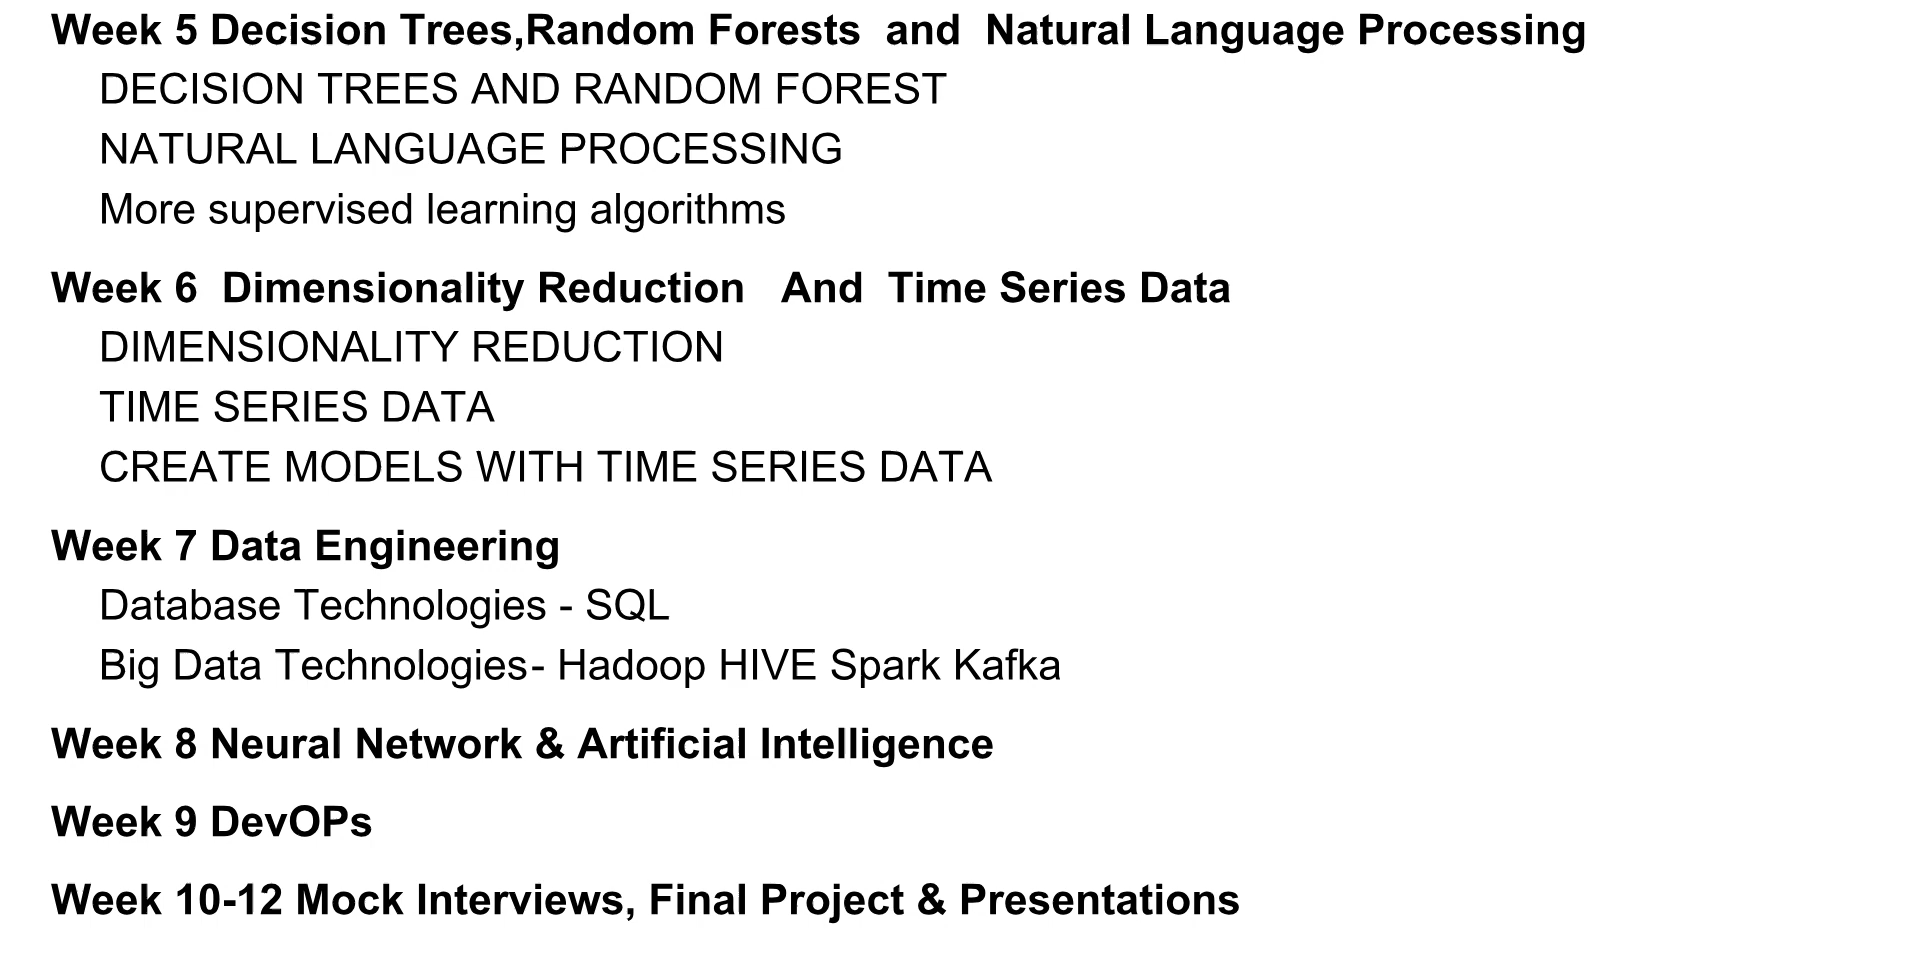 Week 5 Decision Trees,Random Forests  and  Natural Language Processing
DECISION TREES AND RANDOM FOREST
NATURAL LANGUAGE PROCESSING
More supervised learning algorithms
Week 6  Dimensionality Reduction   And  Time Series Data
DIMENSIONALITY REDUCTION
TIME SERIES DATA
CREATE MODELS WITH TIME SERIES DATA
Week 7 Data Engineering
Database Technologies - SQL
Big Data Technologies- Hadoop HIVE Spark Kafka
Week 8 Neural Network & Artificial Intelligence
Week 9 DevOPs
Week 10-12 Mock Interviews, Final Project & Presentations